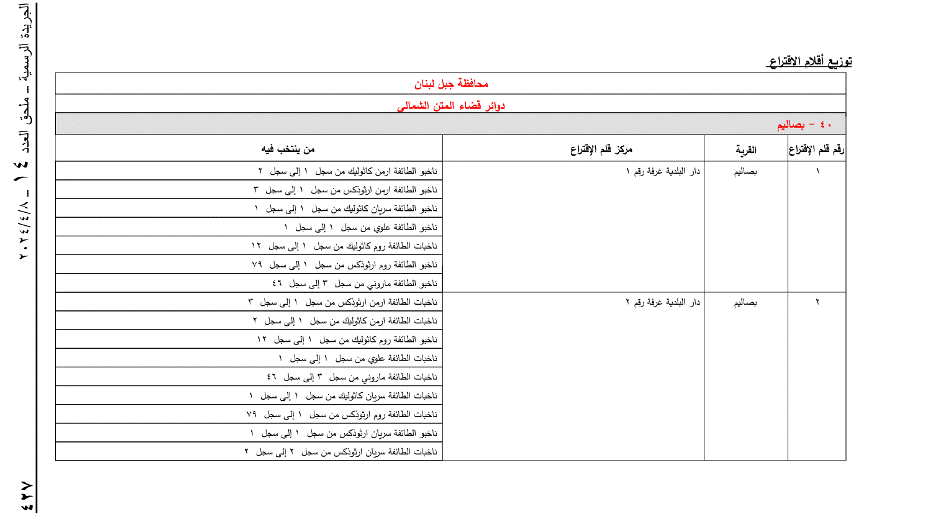 الجريدة الرسمية – ملحق العدد ١٤ – ٢٠٢٤/٤/٨
٤٢٧
توزيع أقلام الاقتراع
محافظة جبل لبنان
دوائر قضاء المتن الشمالي
٤٠ - بصاليم
رقم قلم الإقتراع القرية مركز قلم الإقتراع من ينتخب فيه
١ بصاليم دار البلدية غرفة رقم ١ ناخبو الطائفة ارمن كاثوليك من سجل ١ إلى سجل ٢
ناخبو الطائفة ارمن ارثوذكس من سجل ١ إلى سجل ٣
ناخبو الطائفة سريان كاثوليك من سجل ١ إلى سجل ١
ناخبو الطائفة علوي من سجل ١ إلى سجل ١
ناخبات الطائفة روم كاثوليك من سجل ١ إلى سجل ١٢
ناخبو الطائفة روم ارثوذكس من سجل ١ إلى سجل ٧٩
ناخبو الطائفة ماروني من سجل ٣ إلى سجل ٤٦
٢ بصاليم دار البلدية غرفة رقم ٢ ناخبات الطائفة ارمن ارثوذكس من سجل ١ إلى سجل ٣
ناخبات الطائفة ارمن كاثوليك من سجل ١ إلى سجل ٢
ناخبو الطائفة روم كاثوليك من سجل ١ إلى سجل ١٢
ناخبات الطائفة علوي من سجل ١ إلى سجل ١
ناخبات الطائفة ماروني من سجل ٣ إلى سجل ٤٦
ناخبات الطائفة سريان كاثوليك من سجل ١ إلى سجل ١
ناخبات الطائفة روم ارثوذكس من سجل ١ إلى سجل ٧٩
ناخبو الطائفة سريان ارثوذكس من سجل ١ إلى سجل ١
ناخبات الطائفة سريان ارثوذكس من سجل ٢ إلى سجل ٢